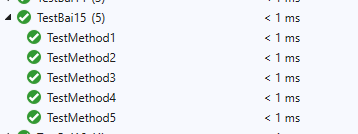 TestBai15 (5) < 1 ms
TestMethod1 < 1 ms
TestMethod2 < 1 ms
TestMethod3 < 1 ms
TestMethod4 < 1 ms
TestMethod5 < 1 ms